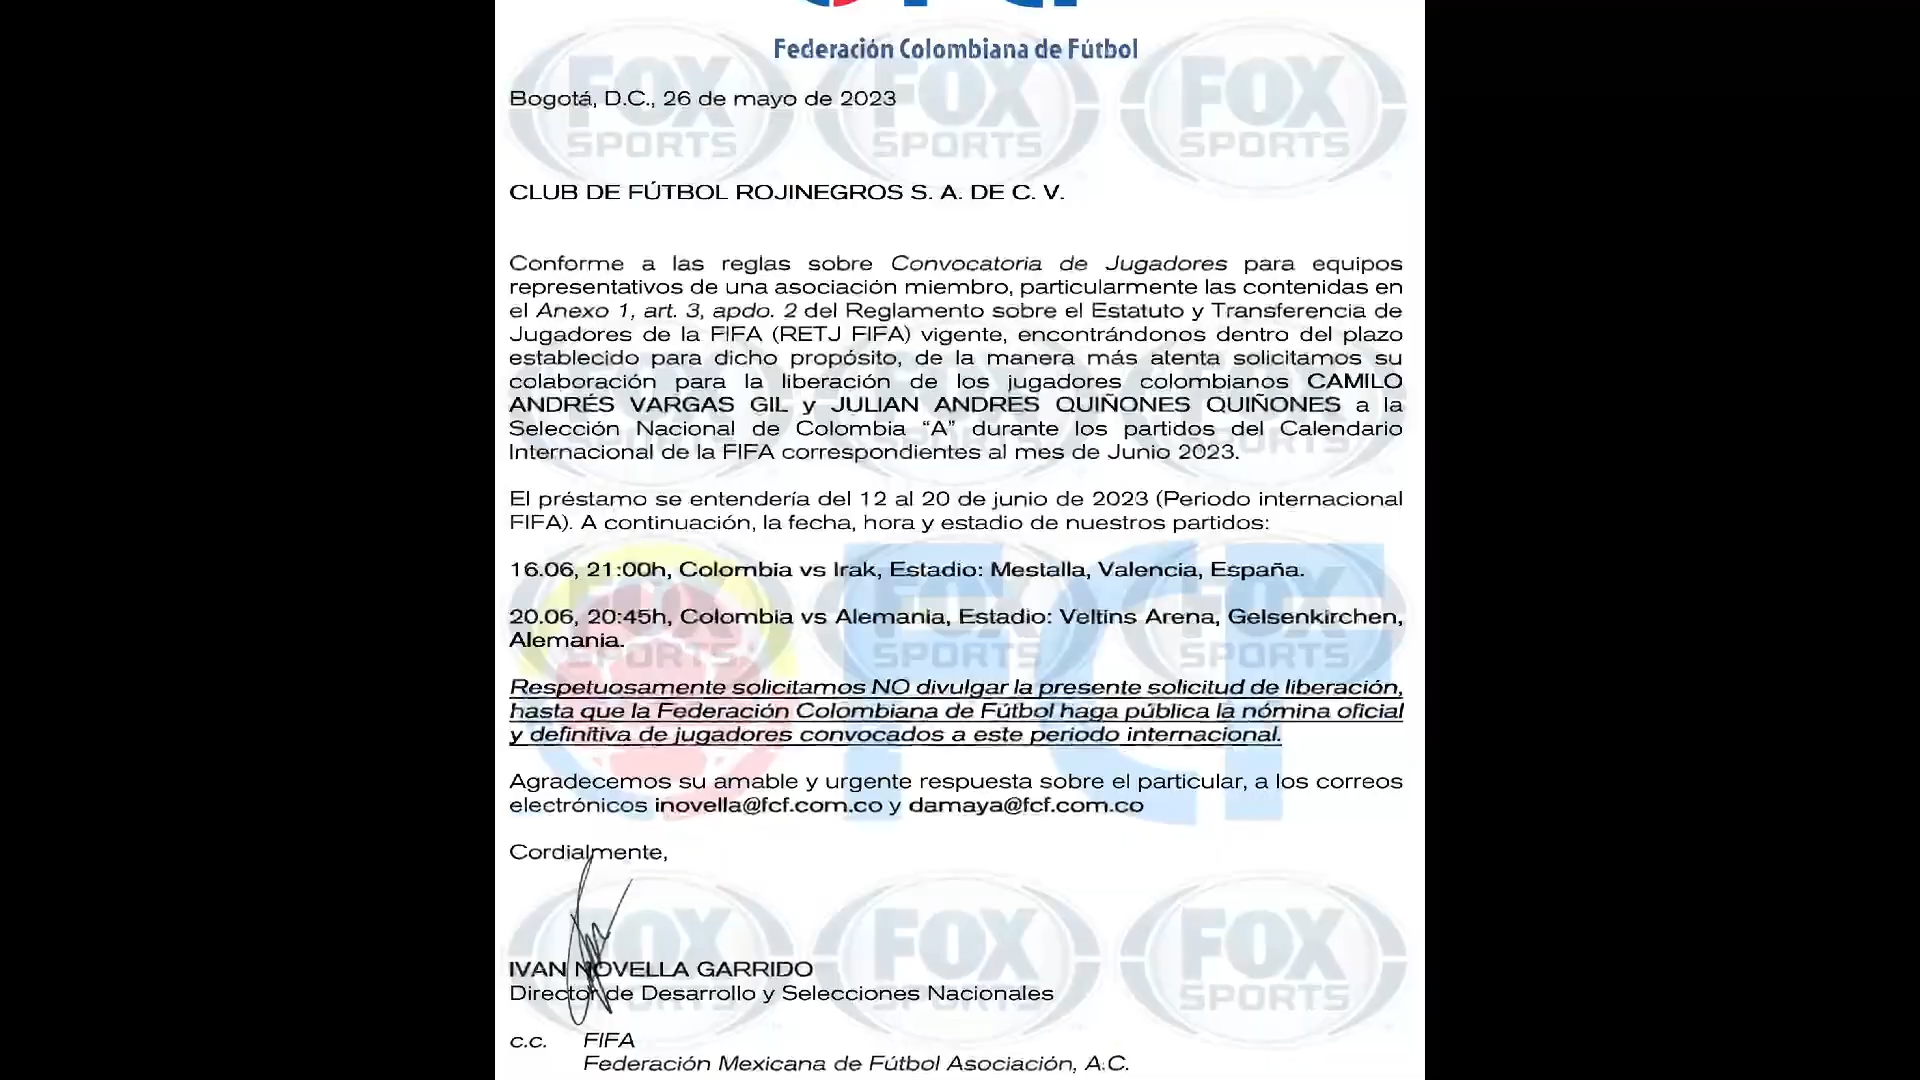 Federación Colombiana de Fútbol
Bogotá, D.C., 26 de mayo de 2023
CLUB DE FÚTBOL ROJINEGROS S. A. DE C. V.
Conforme a las reglas sobre Convocatoria de Jugadores para equipos
representativos de una asociación miembro, particularmente las contenidas en
el Anexo 1, art. 3, apdo. 2 del Reglamento sobre el Estatuto y Transferencia de
Jugadores de la FIFA (RETJ FIFA) vigente, encontrándonos dentro del plazo
establecido para dicho propósito, de la manera más atenta solicitamos su
colaboración para la liberación de los jugadores colombianos CAMILO
ANDRÉS VARGAS GIL y JULIAN ANDRES QUIÑONES QUIÑONES a la
Selección Nacional de Colombia “A” durante los partidos del Calendario
Internacional de la FIFA correspondientes al mes de Junio 2023.
El préstamo se entendería del 12 al 20 de junio de 2023 (Periodo internacional
FIFA). A continuación, la fecha, hora y estadio de nuestros partidos:
16.06, 21:00h, Colombia vs Irak, Estadio: Mestalla, Valencia, España.
20.06, 20:45h, Colombia vs Alemania, Estadio: Veltins Arena, Gelsenkirchen,
Alemania.
Respetuosamente solicitamos NO divulgar la presente solicitud de liberación,
hasta que la Federación Colombiana de Fútbol haga pública la nómina oficial
y definitiva de jugadores convocados a este periodo internacional.
Agradecemos su amable y urgente respuesta sobre el particular, a los correos
electrónicos inovella@fcf.com.co y damaya@fcf.com.co
Cordialmente,
IVAN NOVELLA GARRIDO
Director de Desarrollo y Selecciones Nacionales
c.c. FIFA
Federación Mexicana de Fútbol Asociación, A.C.
FOX SPORTS
FCF